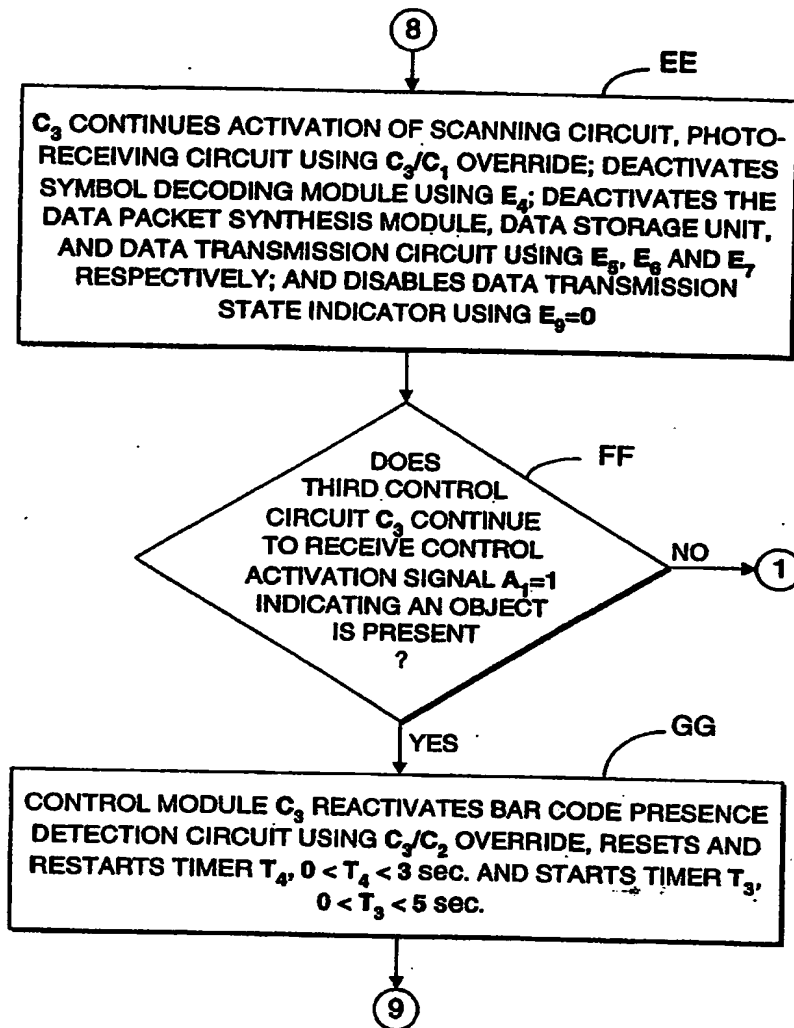 8
EE
C₃ CONTINUES ACTIVATION OF SCANNING CIRCUIT, PHOTO-
RECEIVING CIRCUIT USING C₃/C₁ OVERRIDE; DEACTIVATES
SYMBOL DECODING MODULE USING E₄; DEACTIVATES THE
DATA PACKET SYNTHESIS MODULE, DATA STORAGE UNIT,
AND DATA TRANSMISSION CIRCUIT USING E₅, E₆ AND E₇
RESPECTIVELY; AND DISABLES DATA TRANSMISSION
STATE INDICATOR USING E₉=0
FF
DOES
THIRD CONTROL
CIRCUIT C₃ CONTINUE
TO RECEIVE CONTROL
ACTIVATION SIGNAL A₁=1
INDICATING AN OBJECT
IS PRESENT
?
NO
1
YES
GG
CONTROL MODULE C₃ REACTIVATES BAR CODE PRESENCE
DETECTION CIRCUIT USING C₃/C₂ OVERRIDE, RESETS AND
RESTARTS TIMER T₄, 0 < T₄ < 3 sec. AND STARTS TIMER T₃,
0 < T₃ < 5 sec.
9